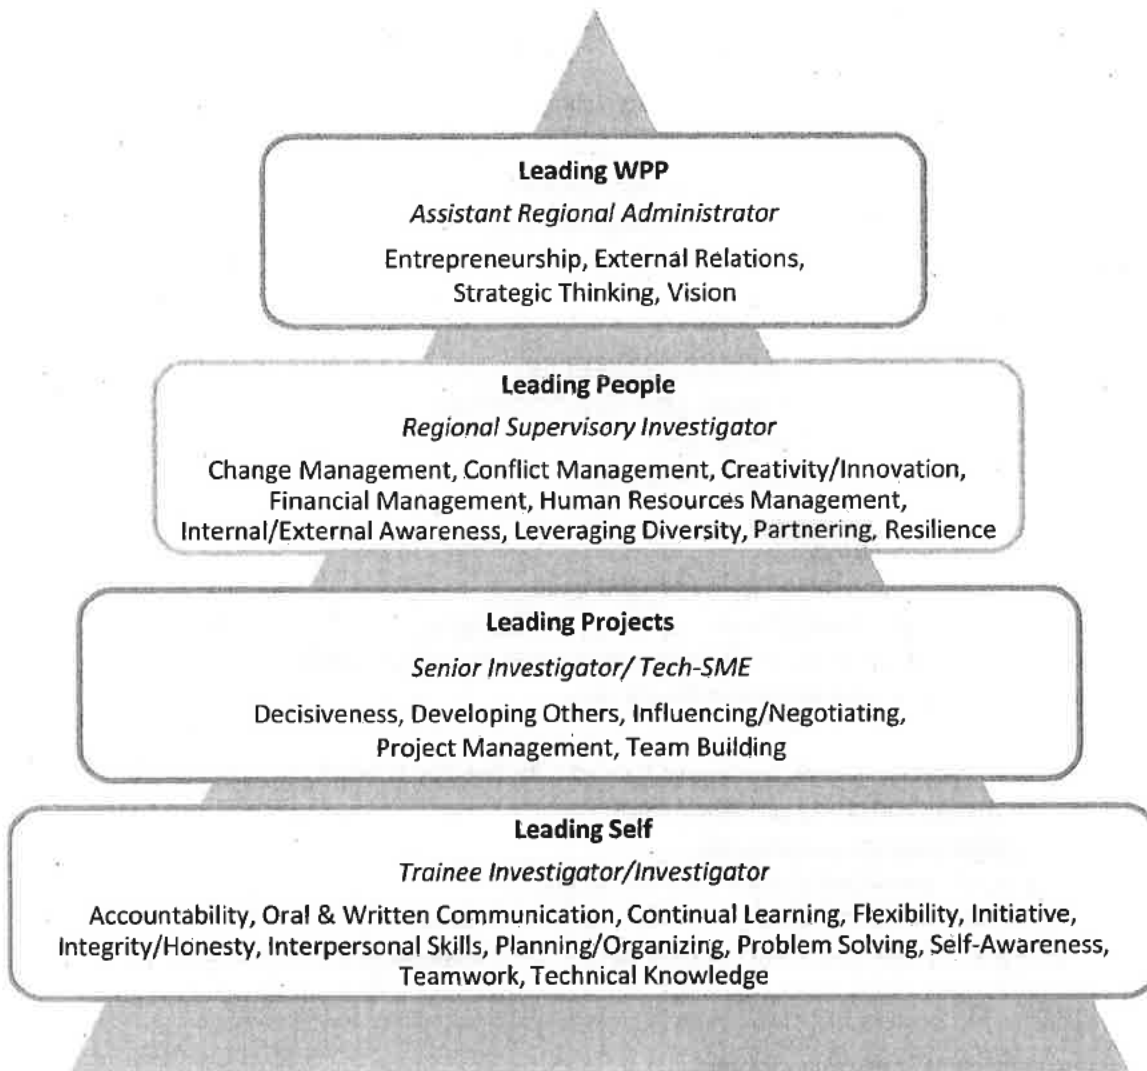 Leading WPP
Assistant Regional Administrator
Entrepreneurship, External Relations,
Strategic Thinking, Vision
Leading People
Regional Supervisory Investigator
Change Management, Conflict Management, Creativity/Innovation,
Financial Management, Human Resources Management,
Internal/External Awareness, Leveraging Diversity, Partnering, Resilience
Leading Projects
Senior Investigator/ Tech-SME
Decisiveness, Developing Others, Influencing/Negotiating,
Project Management, Team Building
Leading Self
Trainee Investigator/Investigator
Accountability, Oral & Written Communication, Continual Learning, Flexibility, Initiative,
Integrity/Honesty, Interpersonal Skills, Planning/Organizing, Problem Solving, Self-Awareness,
Teamwork, Technical Knowledge